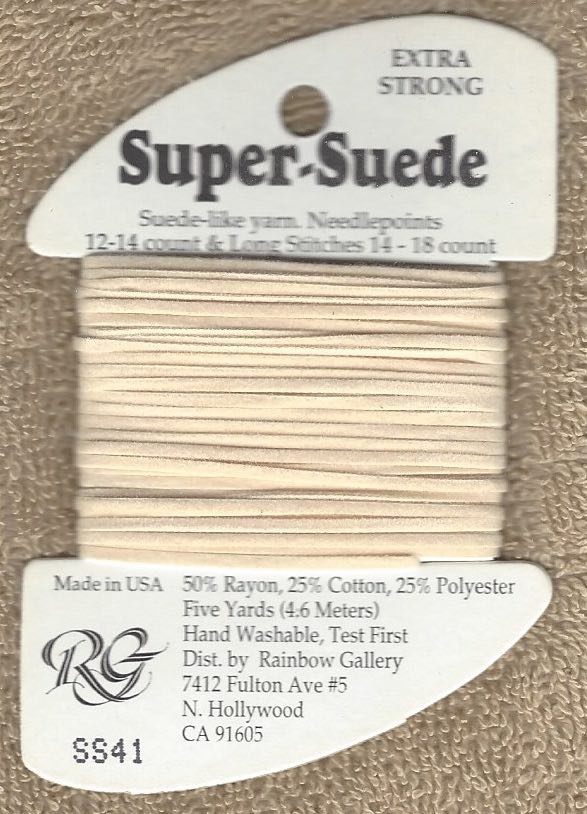 EXTRA
STRONG
Super-Suede
Suede-like yarn. Needlepoints
12-14 count & Long Stitches 14 - 18 count
Made in USA
50% Rayon, 25% Cotton, 25% Polyester
Five Yards (4.6 Meters)
Hand Washable, Test First
Dist. by Rainbow Gallery
7412 Fulton Ave #5
N. Hollywood
CA 91605
RG
SS41